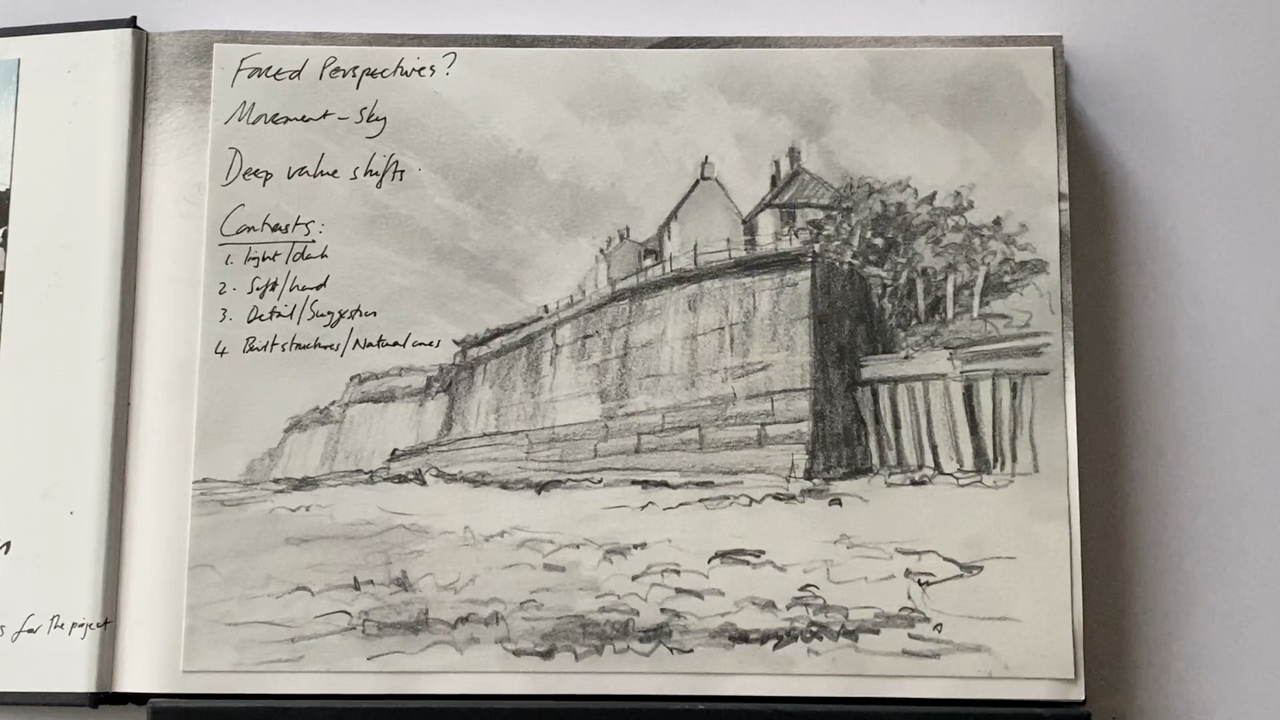 Forced Perspectives?
Movement - Sky
Deep value shifts.
Contrasts:
1. light/dark
2. Soft/hard
3. Detail/Suggestion
4 Built structures/Natural ones
for the project